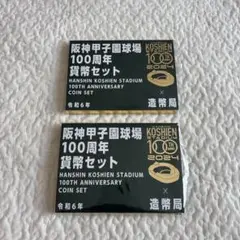 阪神甲子園球場
100周年
貨幣セット
HANSHIN KOSHIEN STADIUM
100TH ANNIVERSARY
COIN SET
令和6年
KOSHIEN
100
2024
×
造幣局
阪神甲子園球場
100周年
貨幣セット
HANSHIN KOSHIEN STADIUM
100TH ANNIVERSARY
COIN SET
令和6年
KOSHIEN
100
2024
×
造幣局